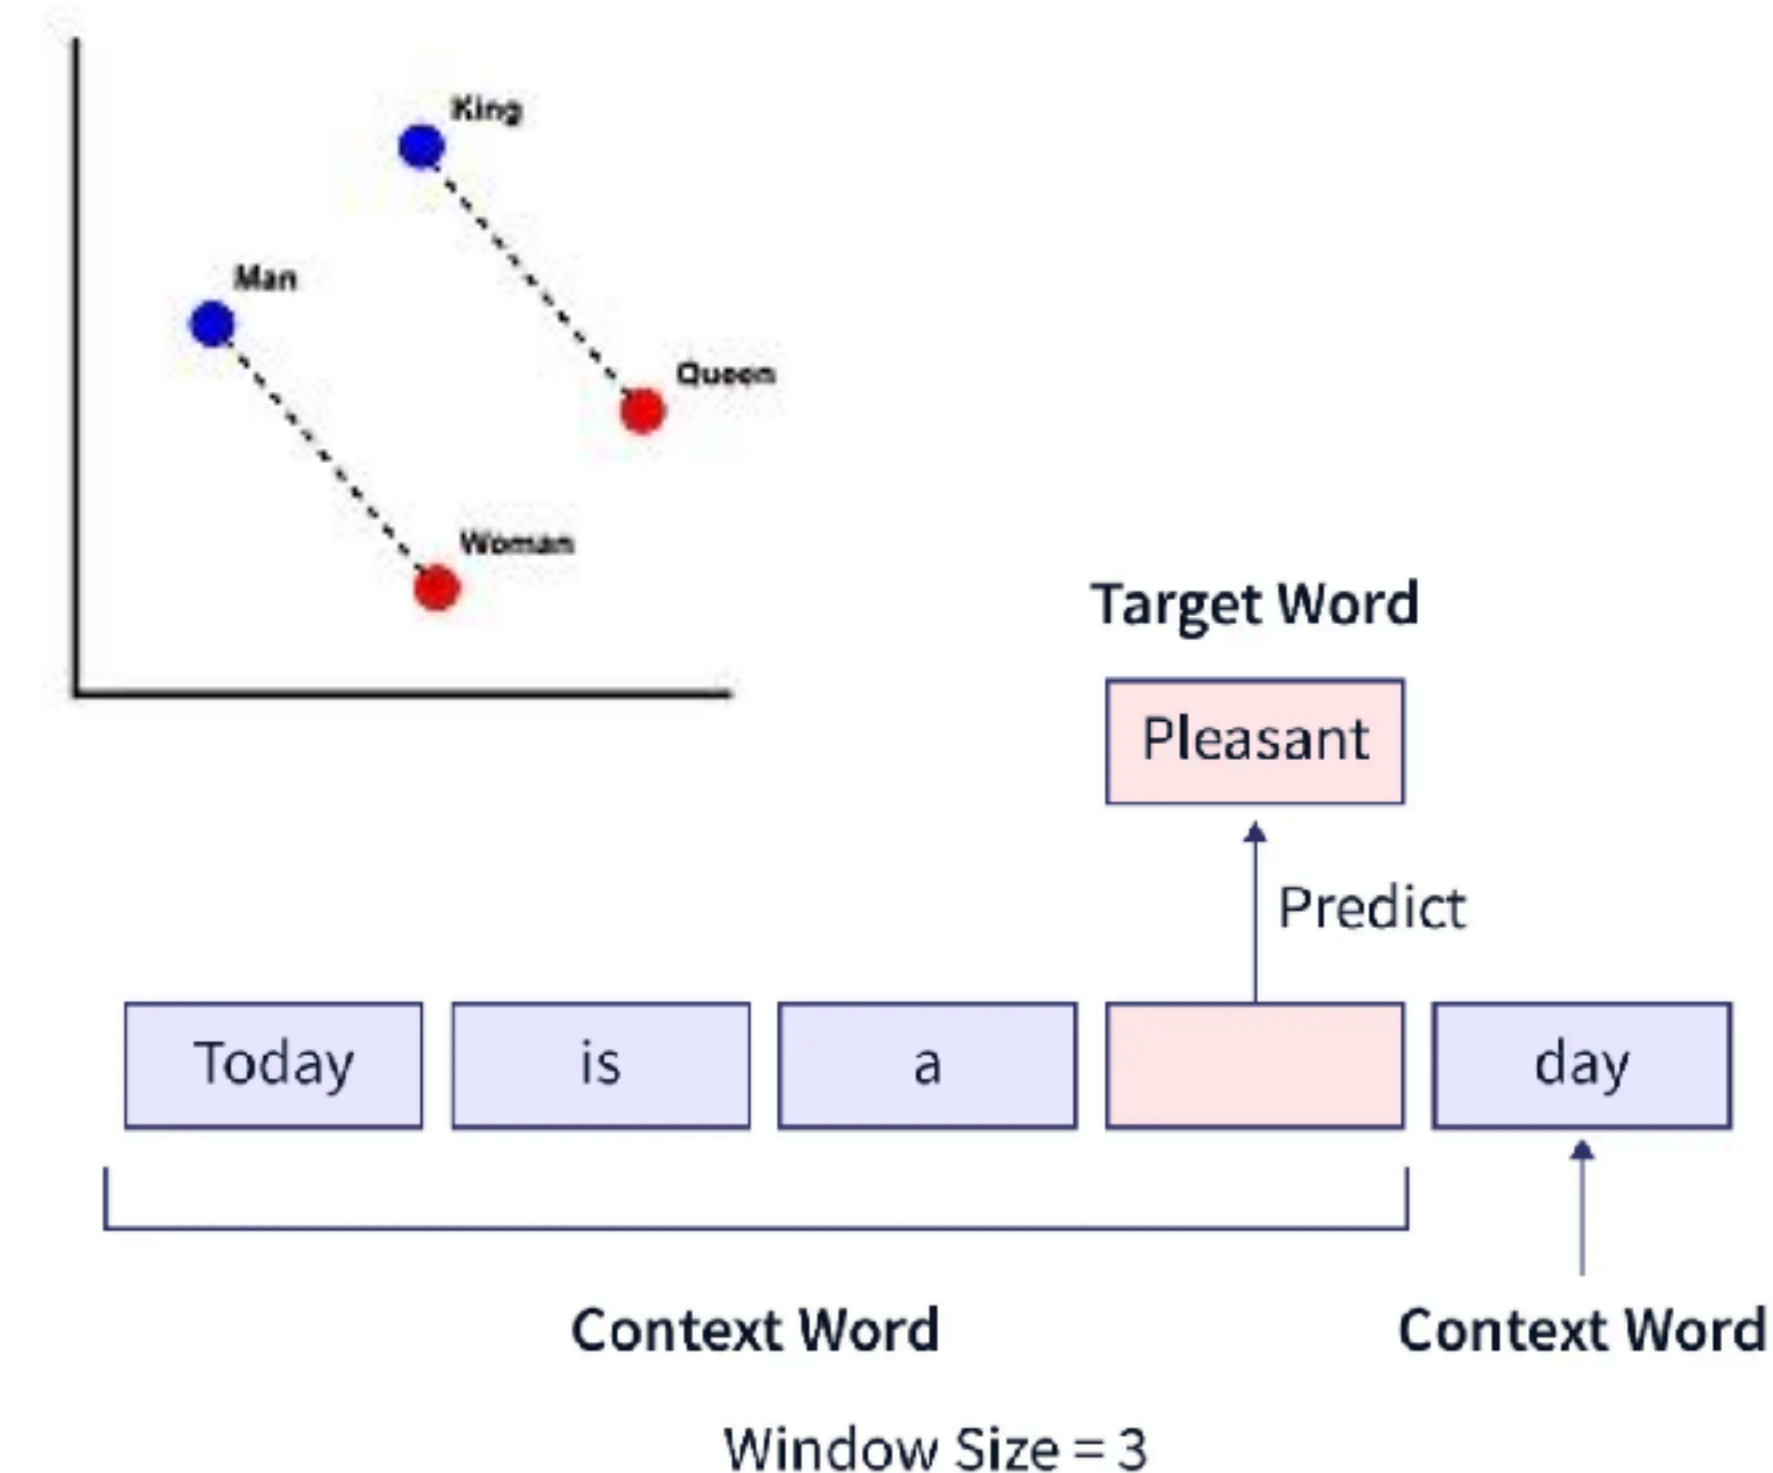 King
Man
Queen
Woman
Target Word
Pleasant
Predict
Today is a day
Context Word Context Word
Window Size = 3